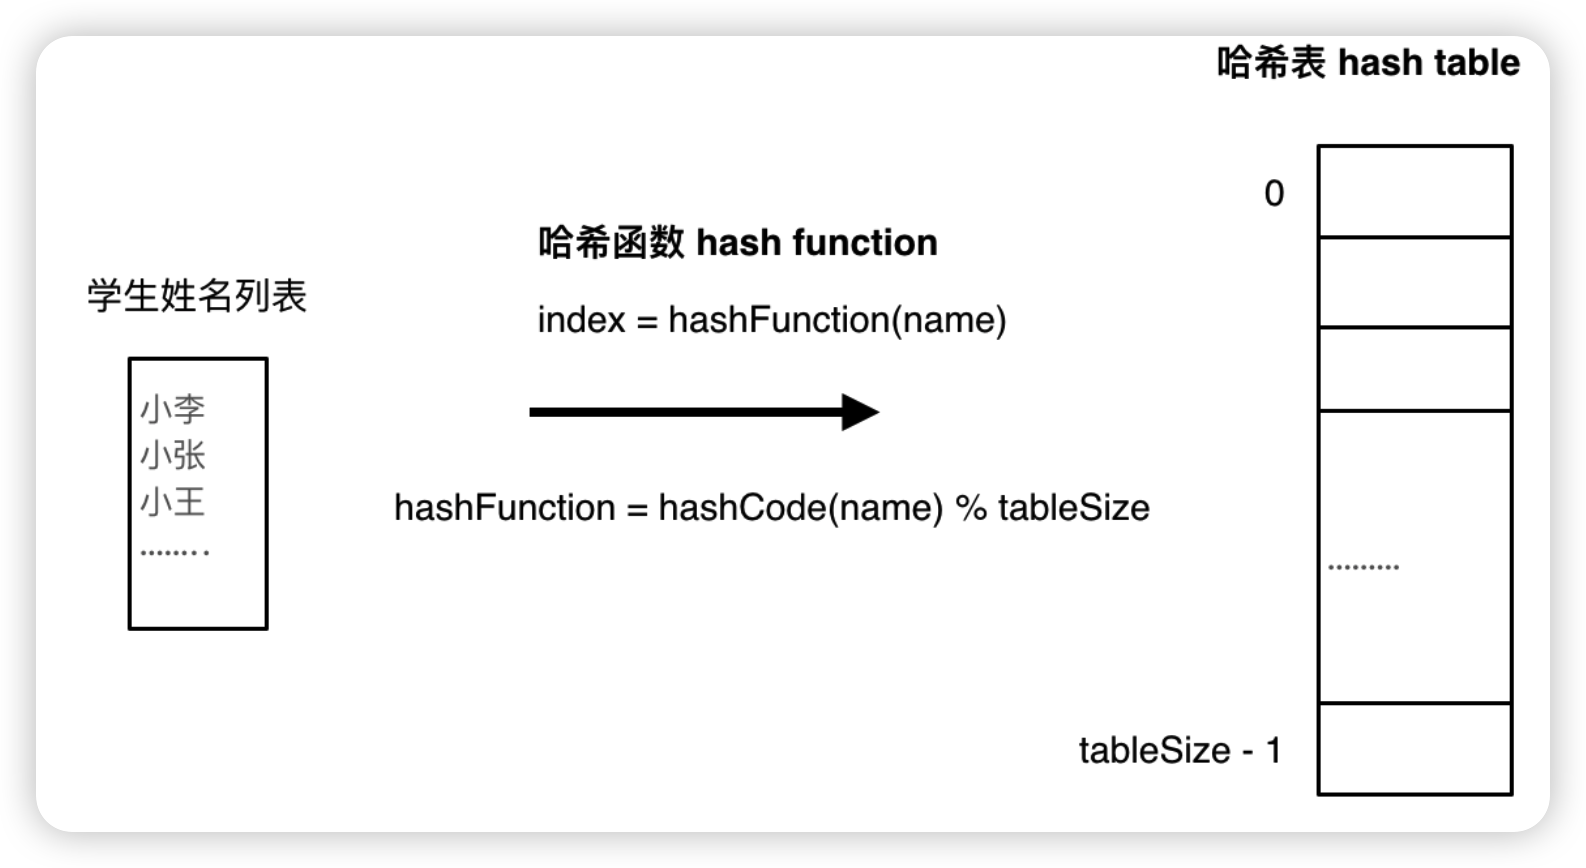 哈希表 hash table
学生姓名列表
小李
小张
小王
........
哈希函数 hash function
index = hashFunction(name)
hashFunction = hashCode(name) % tableSize
0
.........
tableSize - 1